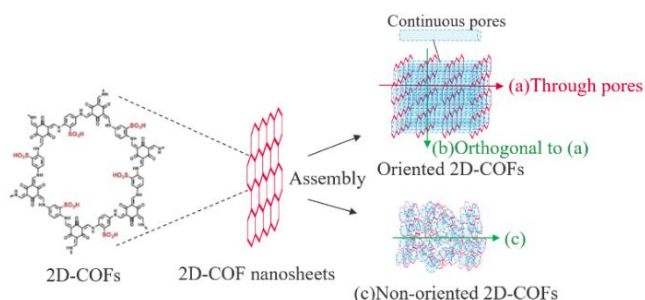 Continuous pores
(a)Through pores
(b)Orthogonal to (a)
Oriented 2D-COFs
Assembly
SO₃H
SO₃H
HO₃S
SO₃H
HO₃S
SO₃H
2D-COFs
2D-COF nanosheets
(c)
(c)Non-oriented 2D-COFs